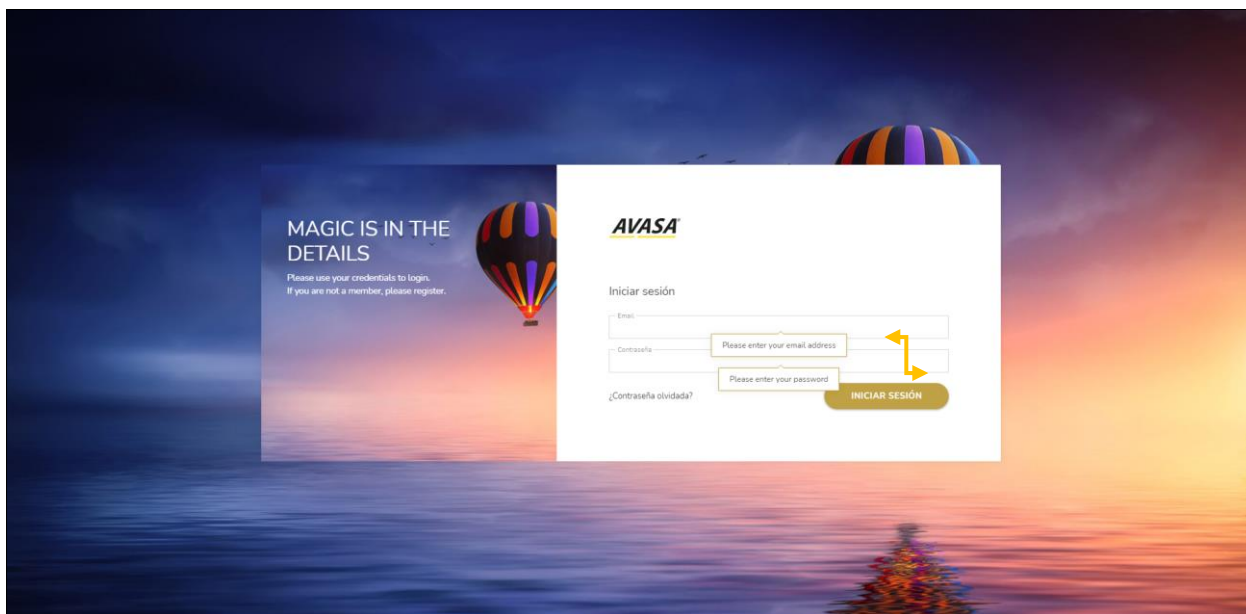 MAGIC IS IN THE
DETAILS
Please use your credentials to login.
If you are not a member, please register.
AVASA
Iniciar sesión
Email
Please enter your email address
Contraseña
Please enter your password
¿Contraseña olvidada?
INICIAR SESIÓN